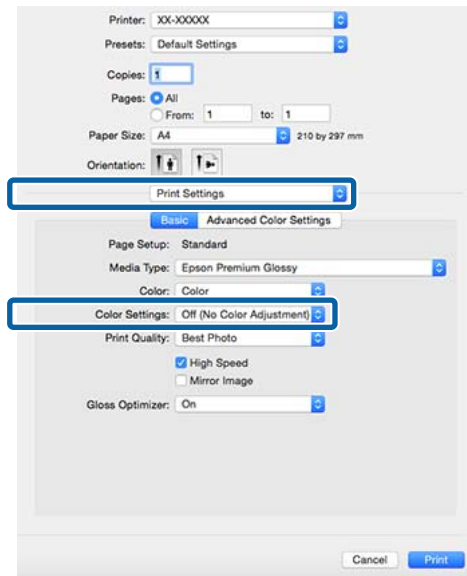 Printer: XX-XXXXX
Presets: Default Settings
Copies: 1
Pages: All
From: 1 to: 1
Paper Size: A4 210 by 297 mm
Orientation:
Print Settings
Basic Advanced Color Settings
Page Setup: Standard
Media Type: Epson Premium Glossy
Color: Color
Color Settings: Off (No Color Adjustment)
Print Quality: Best Photo
High Speed
Mirror Image
Gloss Optimizer: On
Cancel Print